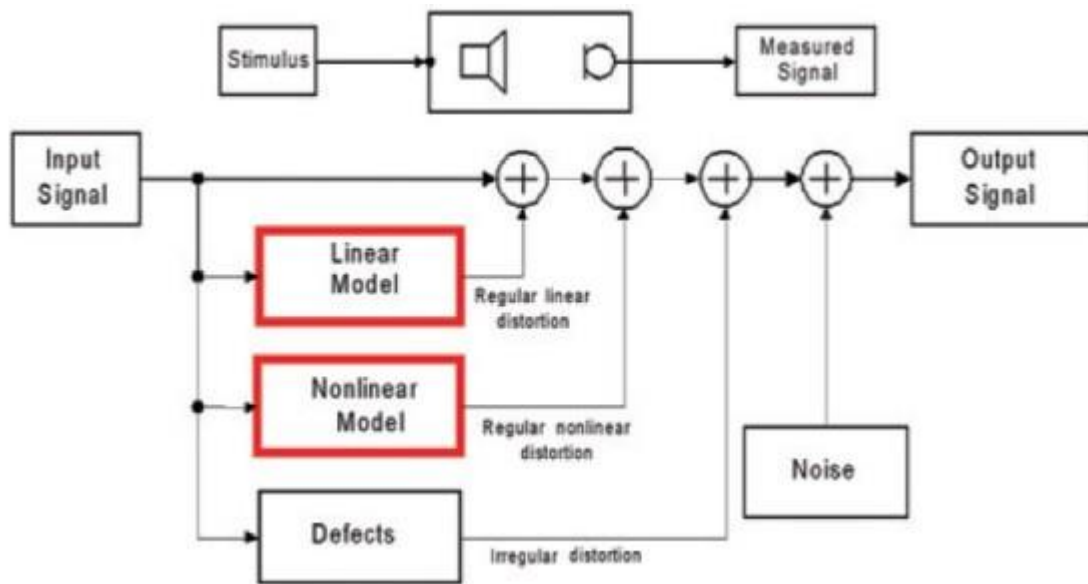 Stimulus
Measured
Signal
Input
Signal
Output
Signal
Linear
Model
Regular linear
distortion
Nonlinear
Model
Regular nonlinear
distortion
Noise
Defects
Irregular distortion